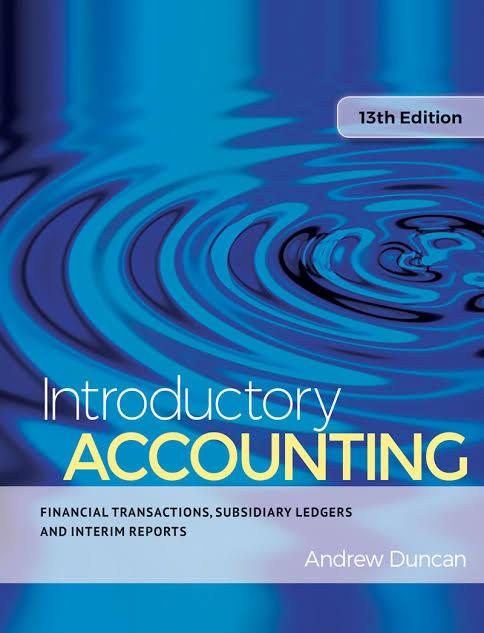 13th Edition
Introductory
ACCOUNTING
FINANCIAL TRANSACTIONS, SUBSIDIARY LEDGERS
AND INTERIM REPORTS
Andrew Duncan